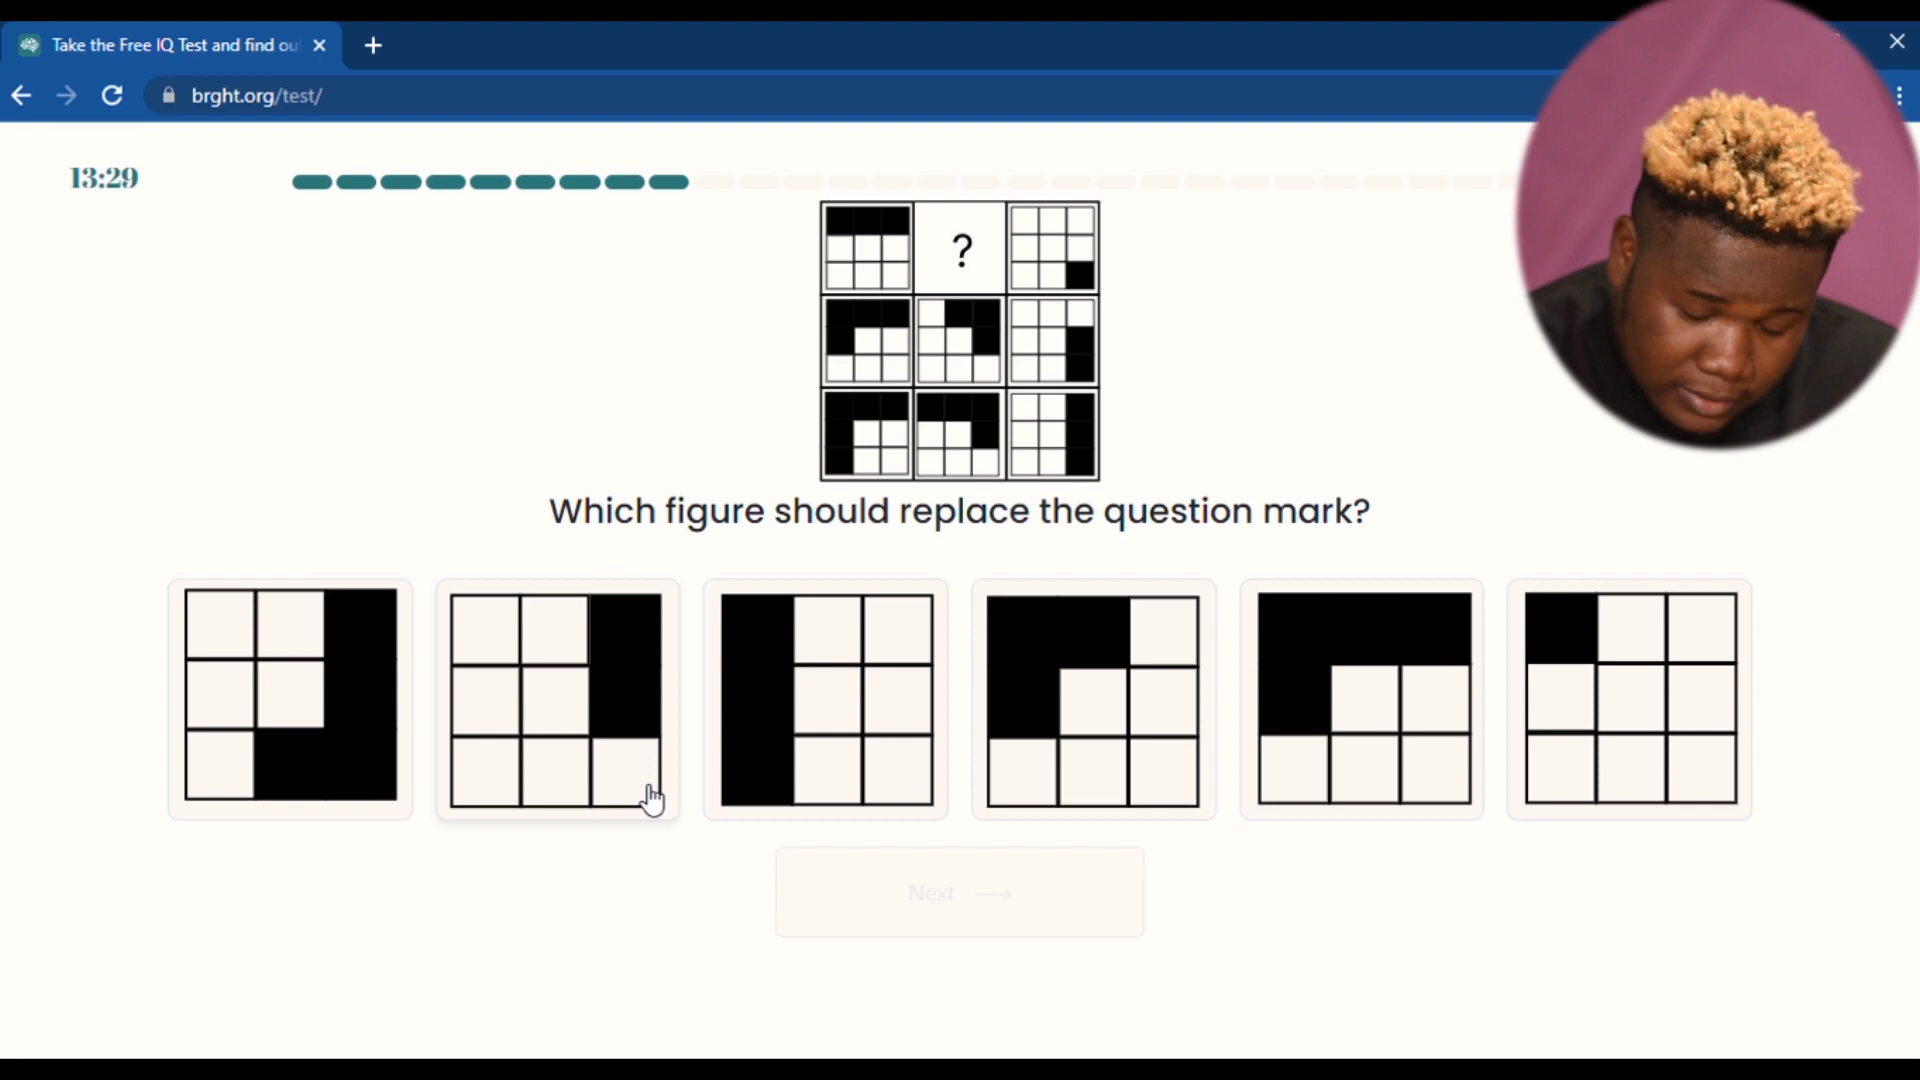 Take the Free IQ Test and find ou
brght.org/test/
13:29
?
Which figure should replace the question mark?
Next